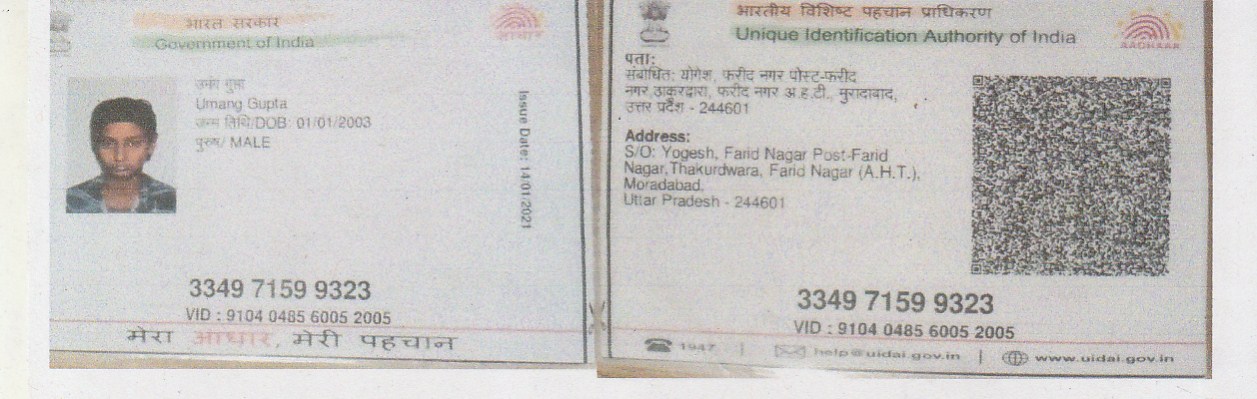 भारत सरकार
Government of India
आधार
उमंग गुप्ता
Umang Gupta
जन्म तिथि/DOB: 01/01/2003
पुरुष/ MALE
Issue Date: 14/01/2021
3349 7159 9323
VID : 9104 0485 6005 2005
मेरा आधार, मेरी पहचान
भारतीय विशिष्ट पहचान प्राधिकरण
Unique Identification Authority of India
AADHAAR
पता:
संबोधित: योगेश, फरीद नगर पोस्ट-फरीद
नगर,ठाकुरद्वारा, फरीद नगर अ.ह.टी., मुरादाबाद,
उत्तर प्रदेश - 244601
Address:
S/O: Yogesh, Farid Nagar Post-Farid
Nagar,Thakurdwara, Farid Nagar (A.H.T.),
Moradabad,
Uttar Pradesh - 244601
3349 7159 9323
VID : 9104 0485 6005 2005
1947 | help@uidai.gov.in | www.uidai.gov.in